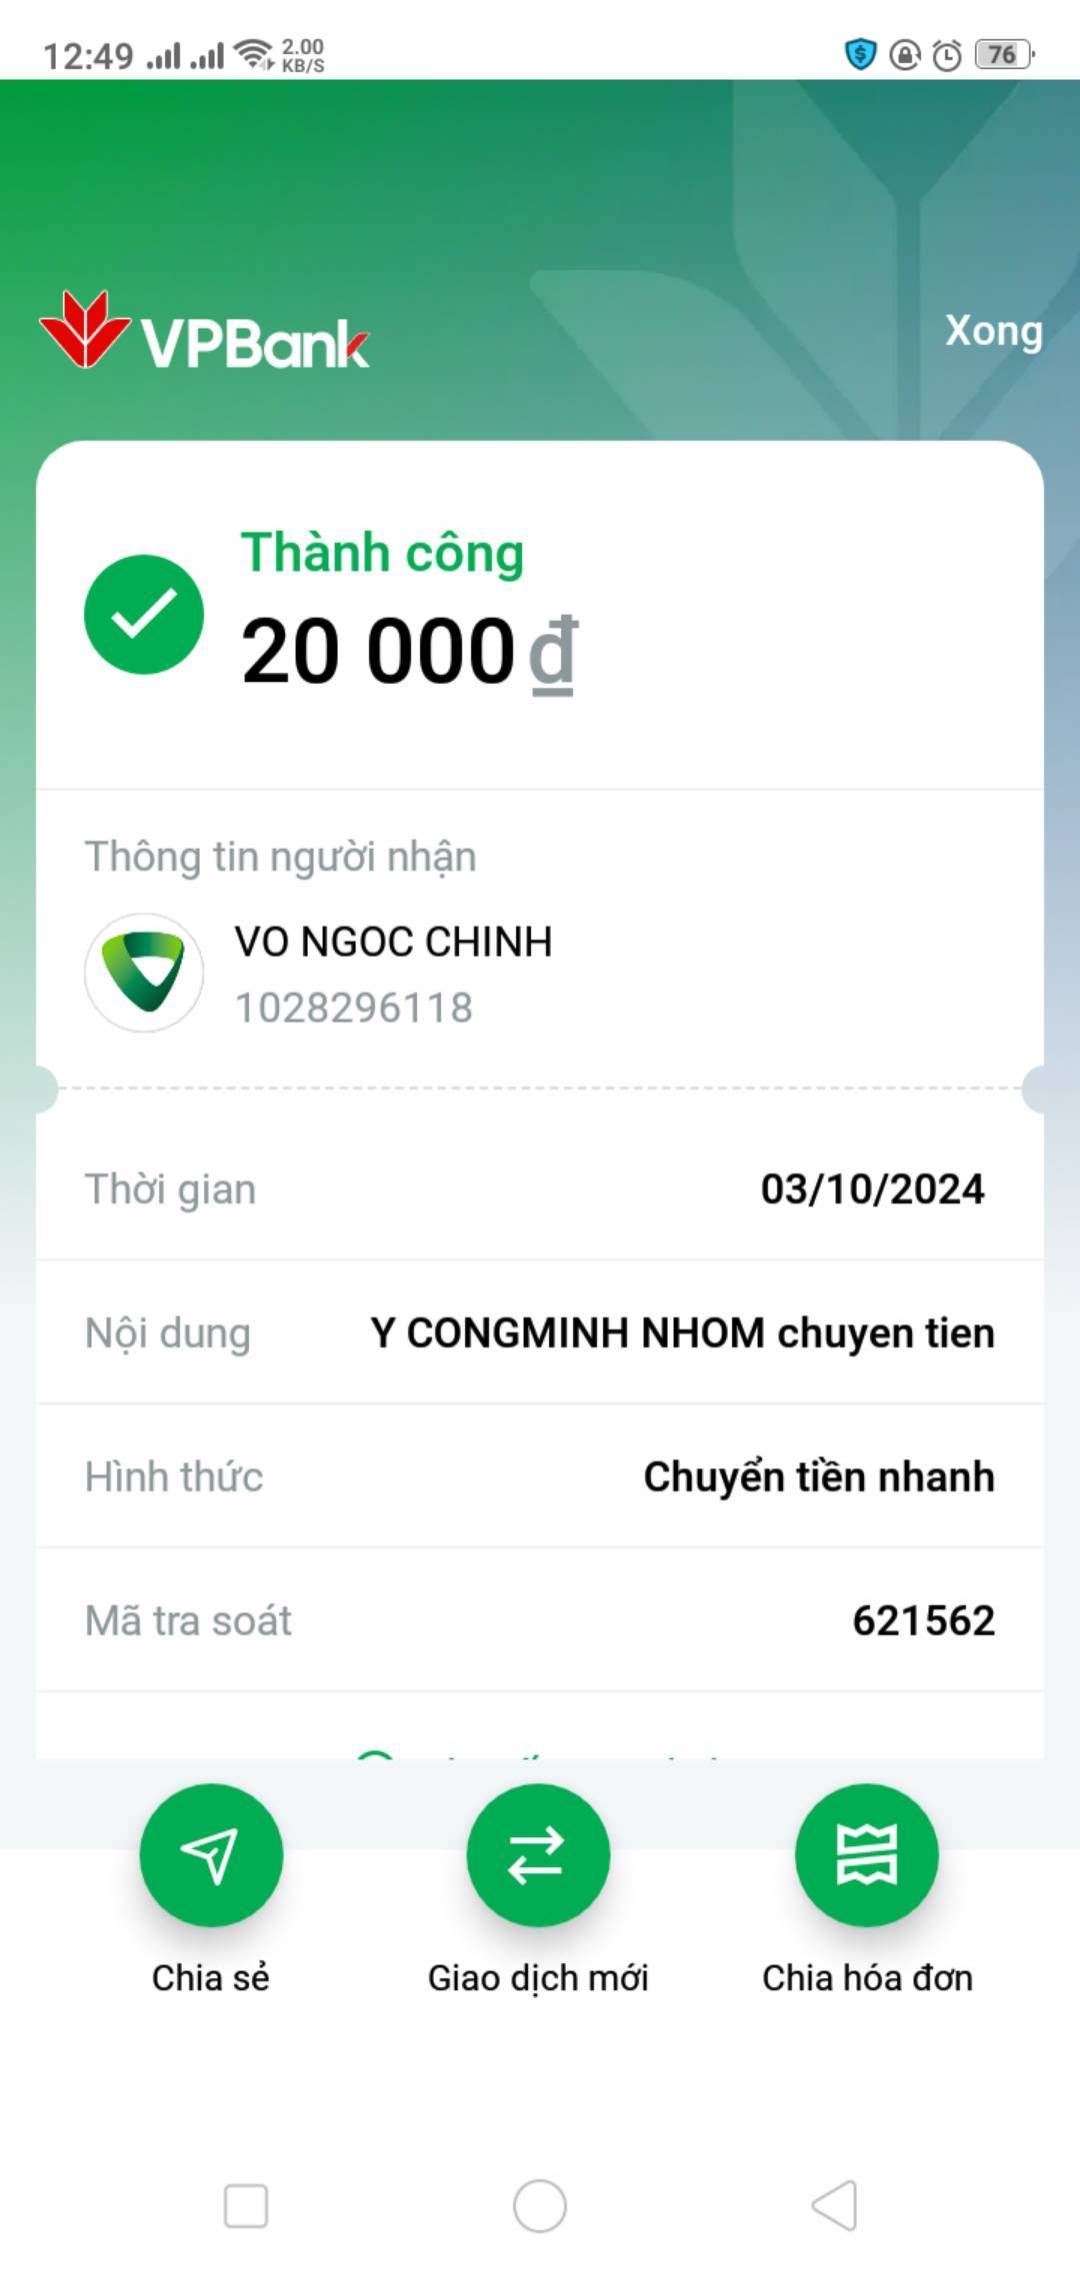 12:49 2.00 KB/S 76
VPBank
Xong
Thành công
20 000 đ
Thông tin người nhận
VO NGOC CHINH
1028296118
Thời gian 03/10/2024
Nội dung Y CONGMINH NHOM chuyen tien
Hình thức Chuyển tiền nhanh
Mã tra soát 621562
Chia sẻ Giao dịch mới Chia hóa đơn